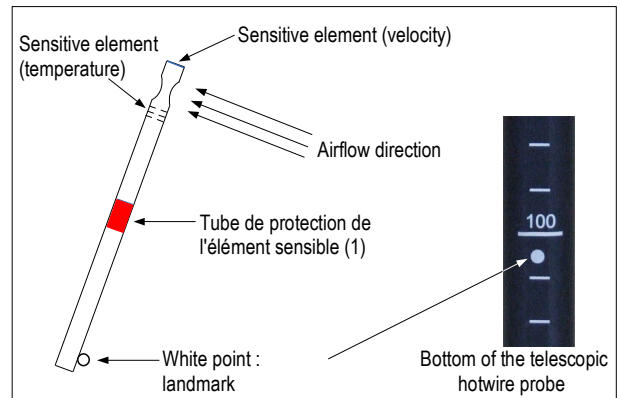 Sensitive element
(temperature)
Sensitive element (velocity)
Airflow direction
Tube de protection de
l'élément sensible (1)
100
White point :
landmark
Bottom of the telescopic
hotwire probe